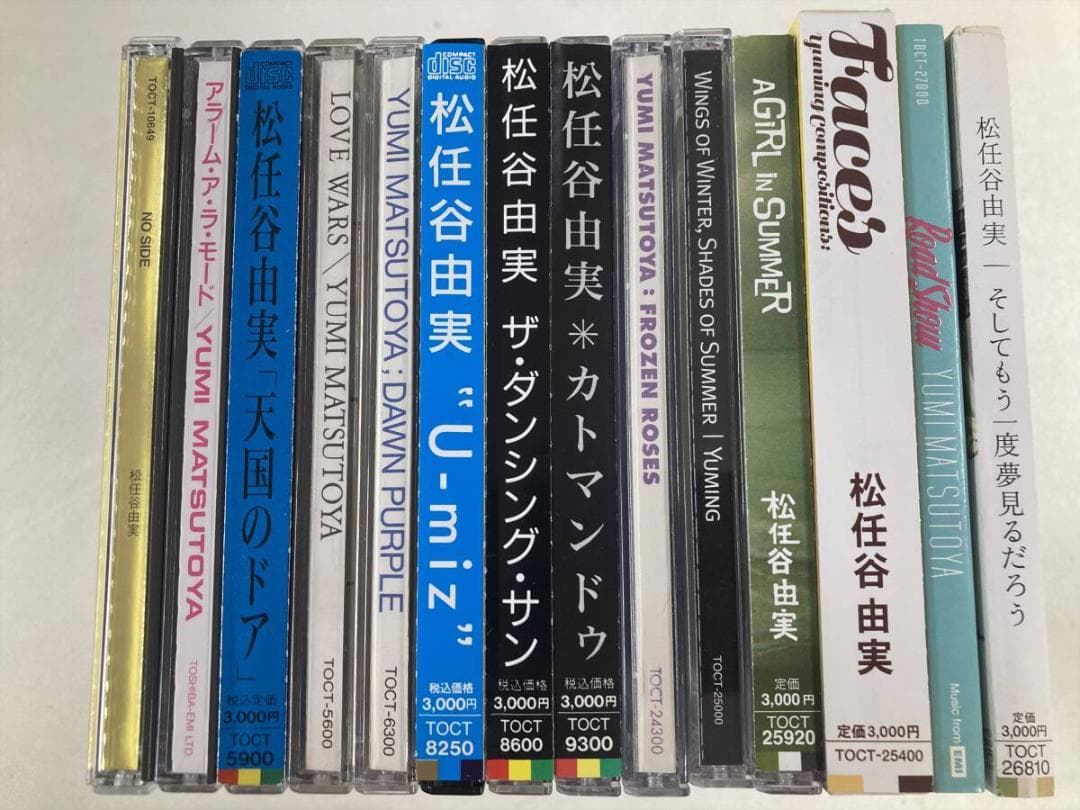 TOCT-10649
NO SIDE
松任谷由実
アラーム・ア・ラ・モード／YUMI MATSUTOYA
TOSHIBA-EMI LTD.
COMPACT
disc
DIGITAL AUDIO
松任谷由実「天国のドア」
税込定価
3,000円
TOCT
5900
LOVE WARS \ YUMI MATSUTOYA
TOCT-5600
YUMI MATSUTOYA ; DAWN PURPLE
TOCT-6300
COMPACT
disc
DIGITAL AUDIO
松任谷由実 “U-miz”
税込価格
3,000円
TOCT
8250
松任谷由実 ザ・ダンシング・サン
税込価格
3,000円
TOCT
8600
松任谷由実＊カトマンドゥ
税込価格
3,000円
TOCT
9300
YUMI MATSUTOYA : FROZEN ROSES
TOCT-24300
WINGS OF WINTER, SHADES OF SUMMER | YUMING
TOCT-25000
A GIRL IN SUMMER
松任谷由実
定価
3,000円
TOCT
25920
Faces
Yuming Compositions:
松任谷由実
定価3,000円
TOCT-25400
TOCT-27000
Road Show
YUMI MATSUTOYA
Music from EMI
松任谷由実｜そしてもう一度夢見るだろう
定価
3,000円
TOCT
26810